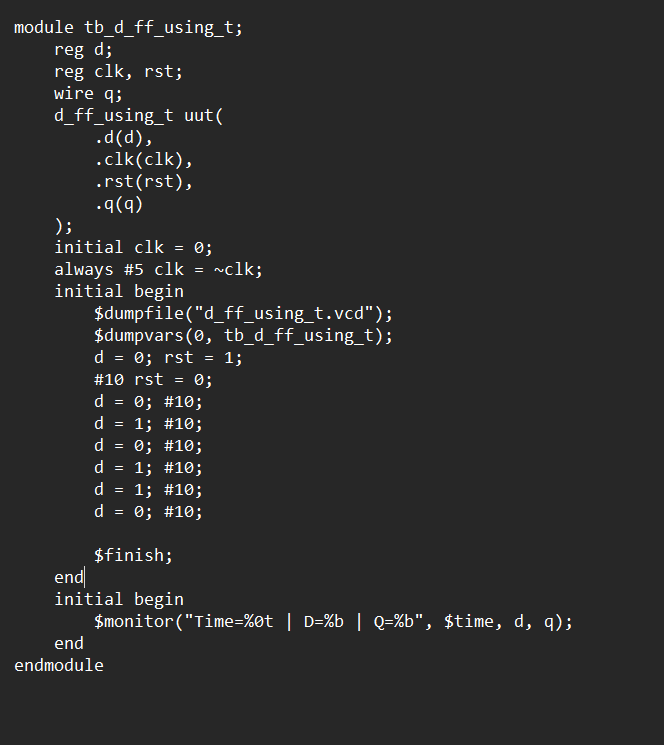 module tb_d_ff_using_t;
    reg d;
    reg clk, rst;
    wire q;
    d_ff_using_t uut(
        .d(d),
        .clk(clk),
        .rst(rst),
        .q(q)
    );
    initial clk = 0;
    always #5 clk = ~clk;
    initial begin
        $dumpfile("d_ff_using_t.vcd");
        $dumpvars(0, tb_d_ff_using_t);
        d = 0; rst = 1;
        #10 rst = 0;
        d = 0; #10;
        d = 1; #10;
        d = 0; #10;
        d = 1; #10;
        d = 1; #10;
        d = 0; #10;

        $finish;
    end
    initial begin
        $monitor("Time=%0t | D=%b | Q=%b", $time, d, q);
    end
endmodule